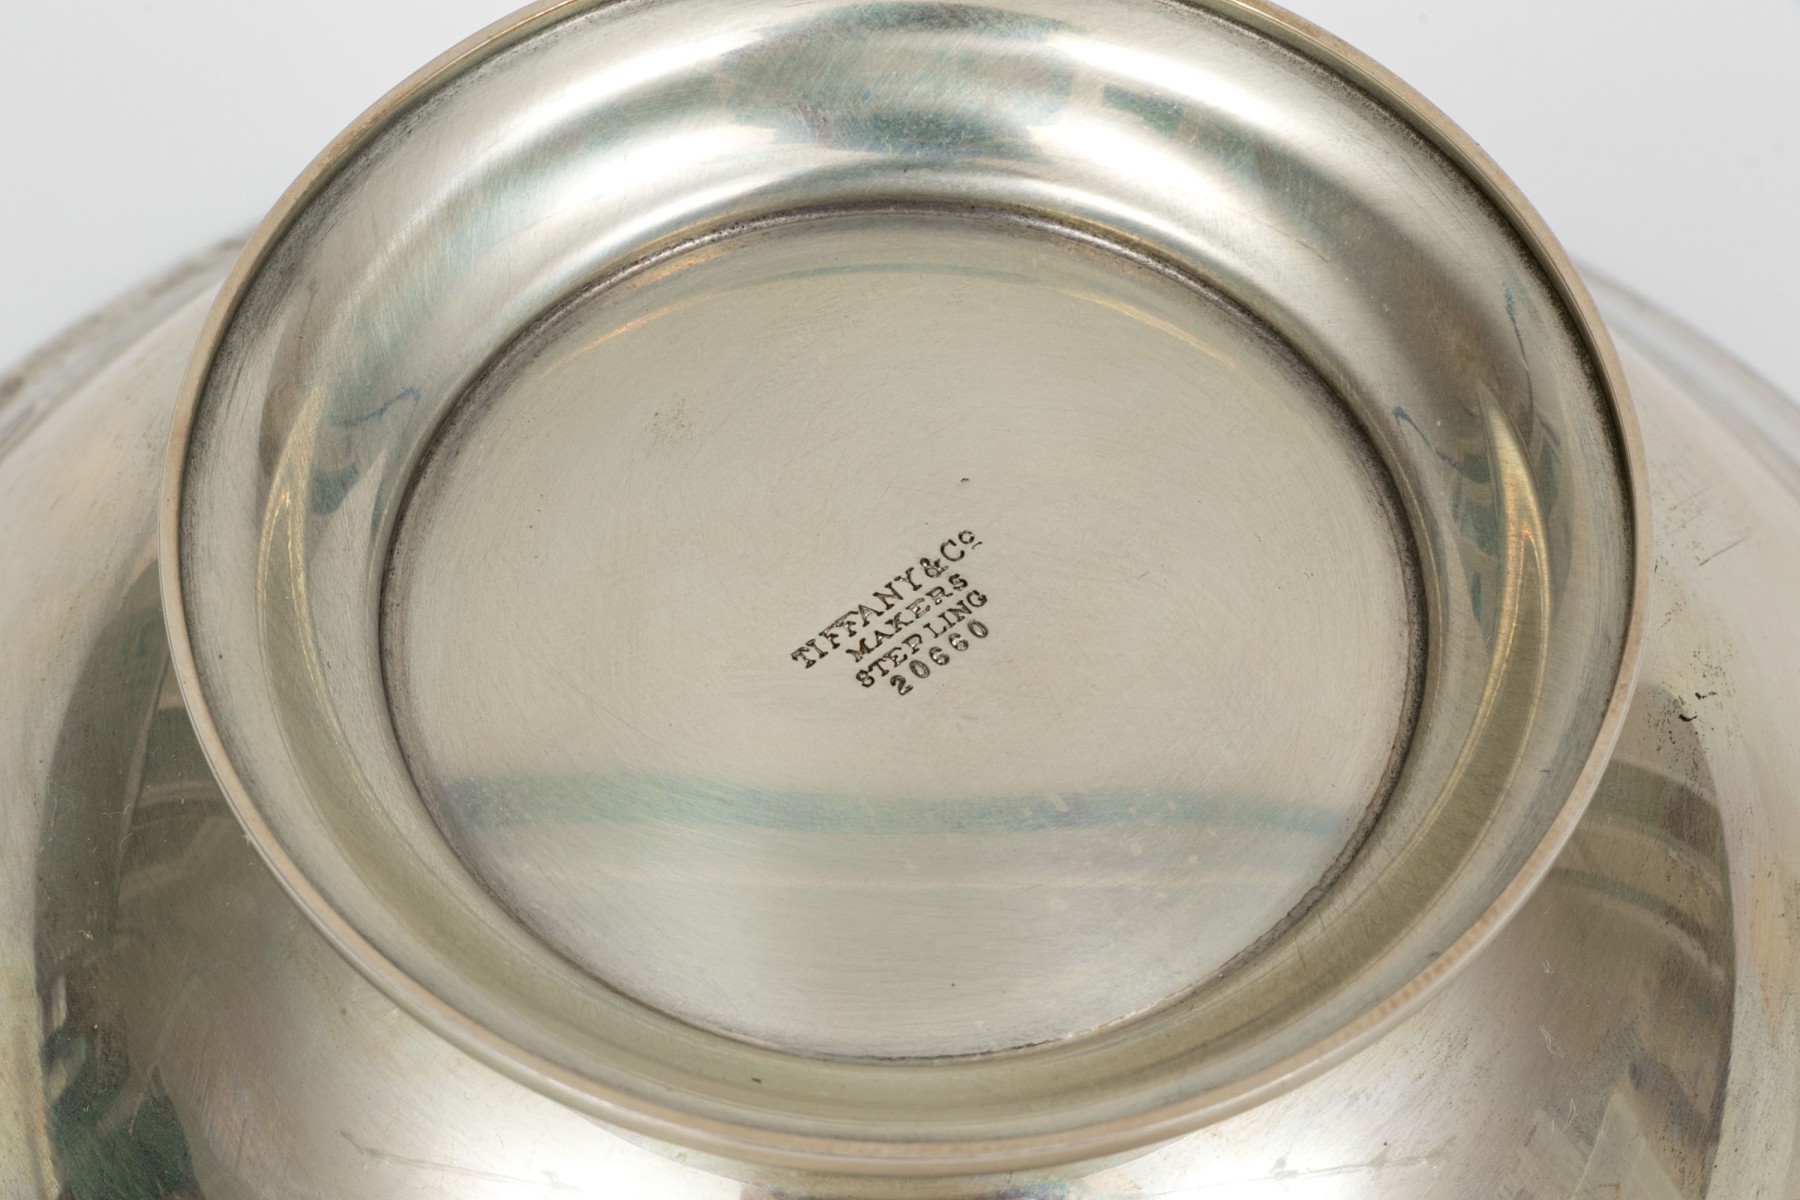 TIFFANY & Co
MAKERS
STERLING
20660